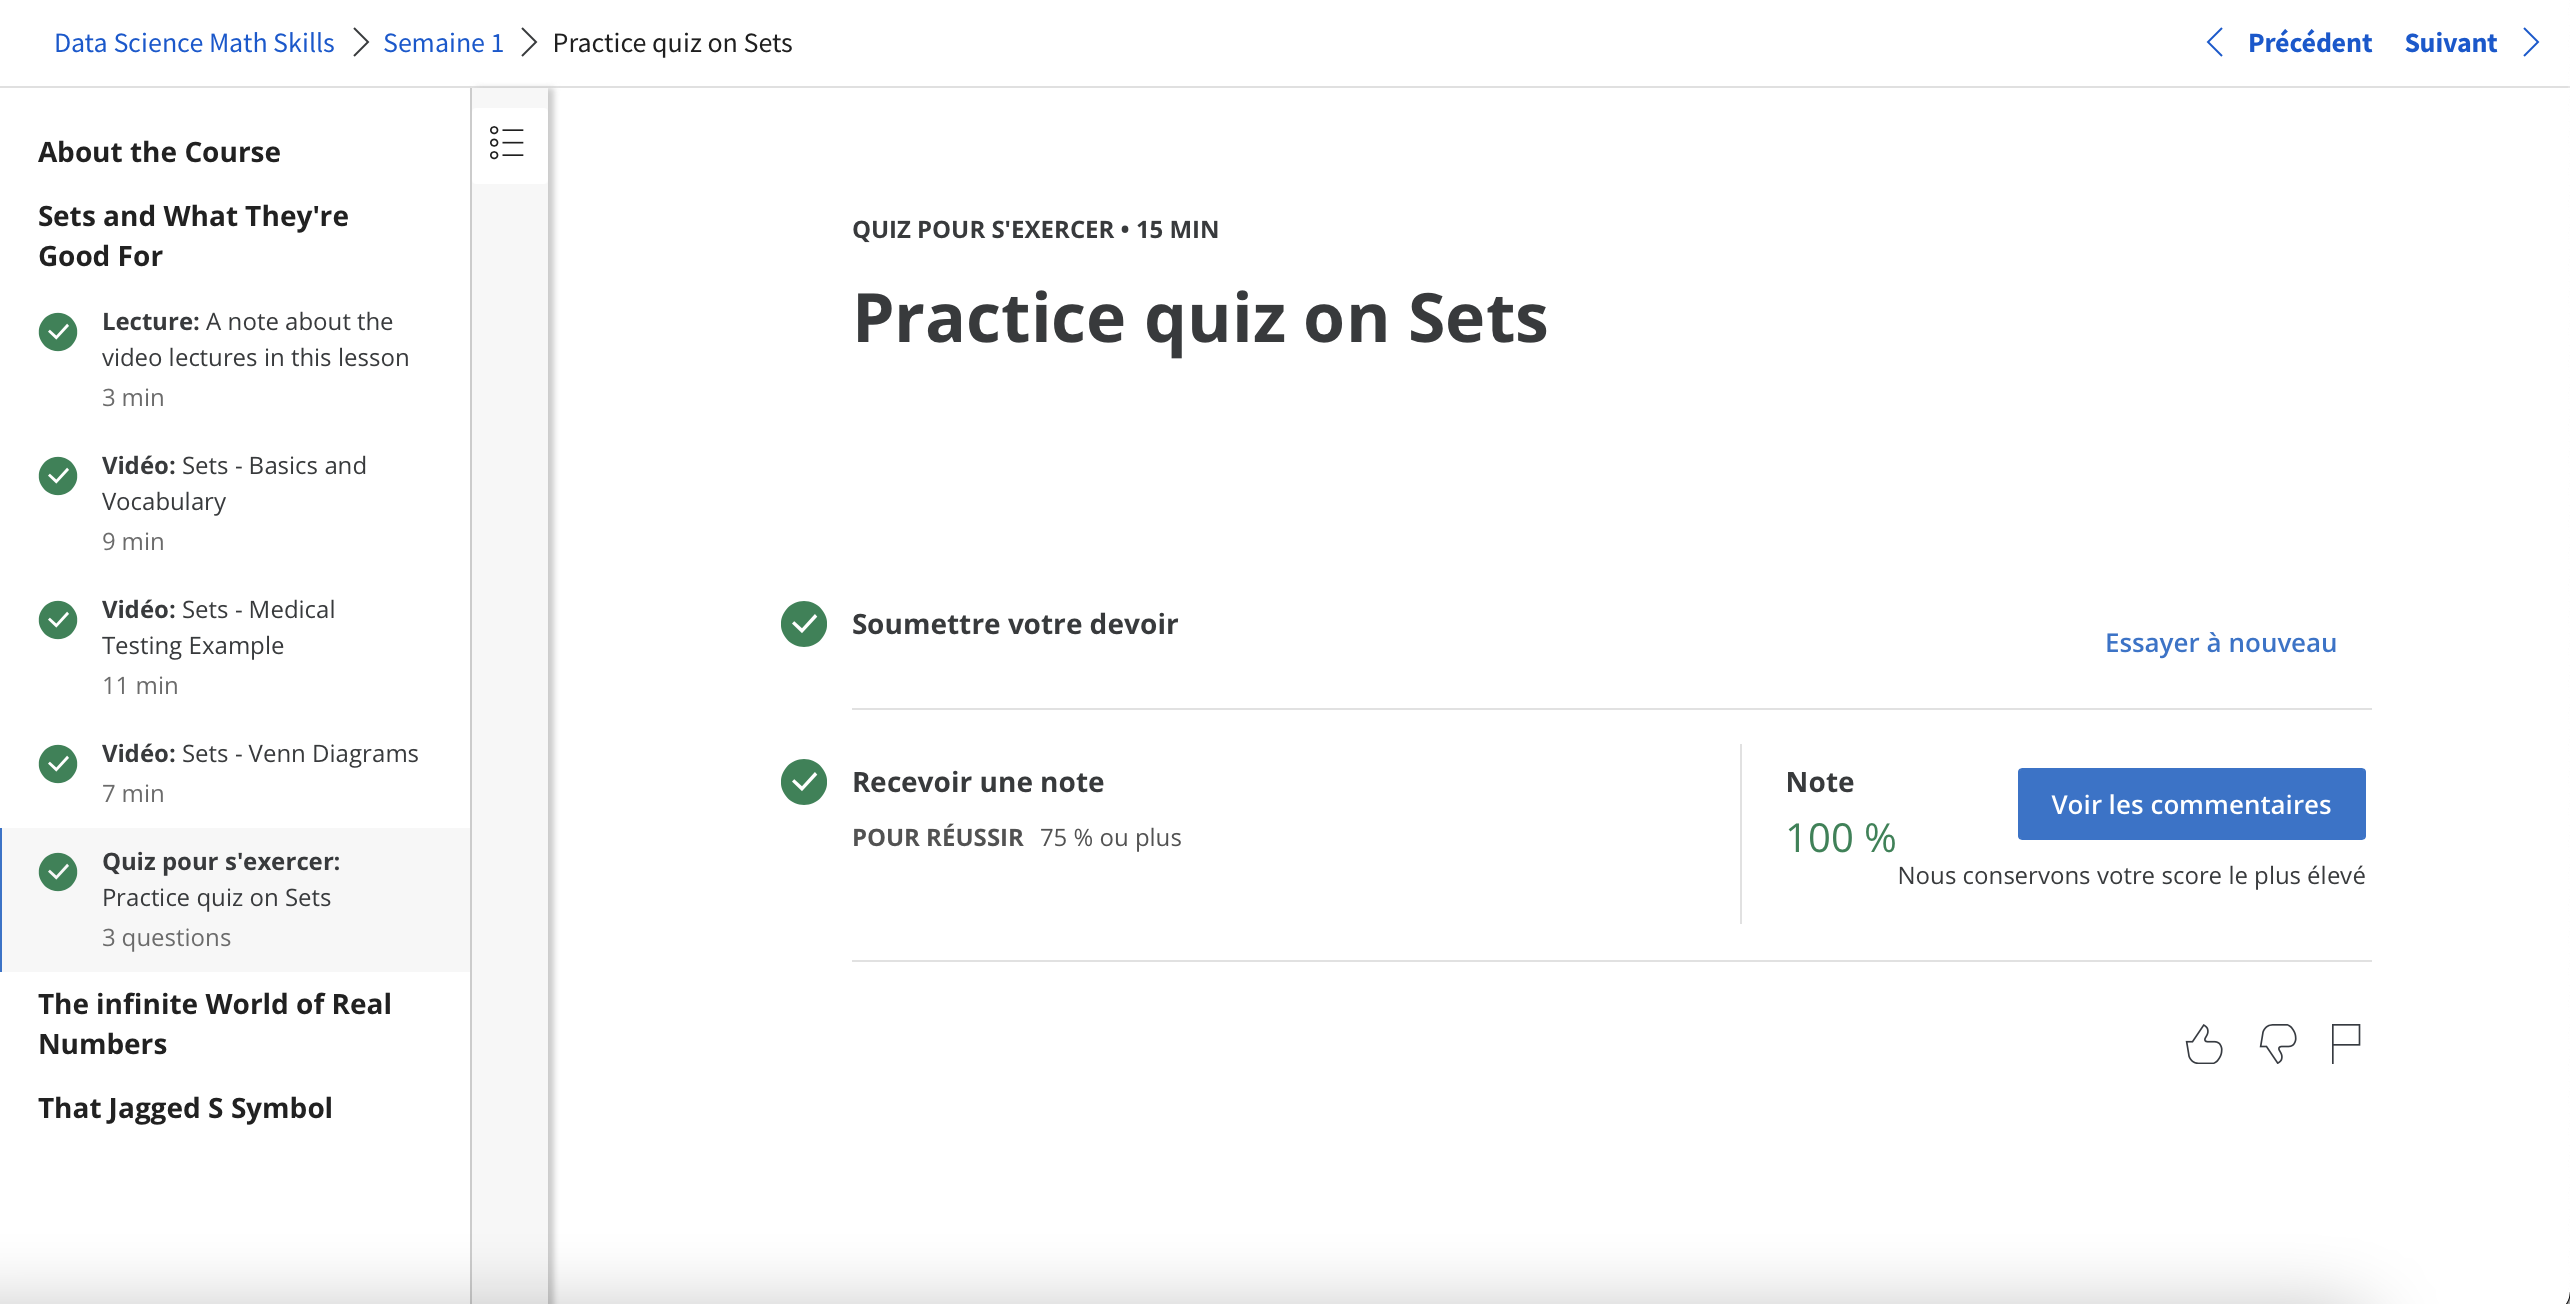 Data Science Math Skills
Semaine 1
Practice quiz on Sets
Précédent
Suivant
About the Course
Sets and What They're
Good For
Lecture: A note about the
video lectures in this lesson
3 min
Vidéo: Sets - Basics and
Vocabulary
9 min
Vidéo: Sets - Medical
Testing Example
11 min
Vidéo: Sets - Venn Diagrams
7 min
Quiz pour s'exercer:
Practice quiz on Sets
3 questions
The infinite World of Real
Numbers
That Jagged S Symbol
QUIZ POUR S'EXERCER • 15 MIN
Practice quiz on Sets
Soumettre votre devoir
Essayer à nouveau
Recevoir une note
POUR RÉUSSIR 75 % ou plus
Note
100 %
Voir les commentaires
Nous conservons votre score le plus élevé